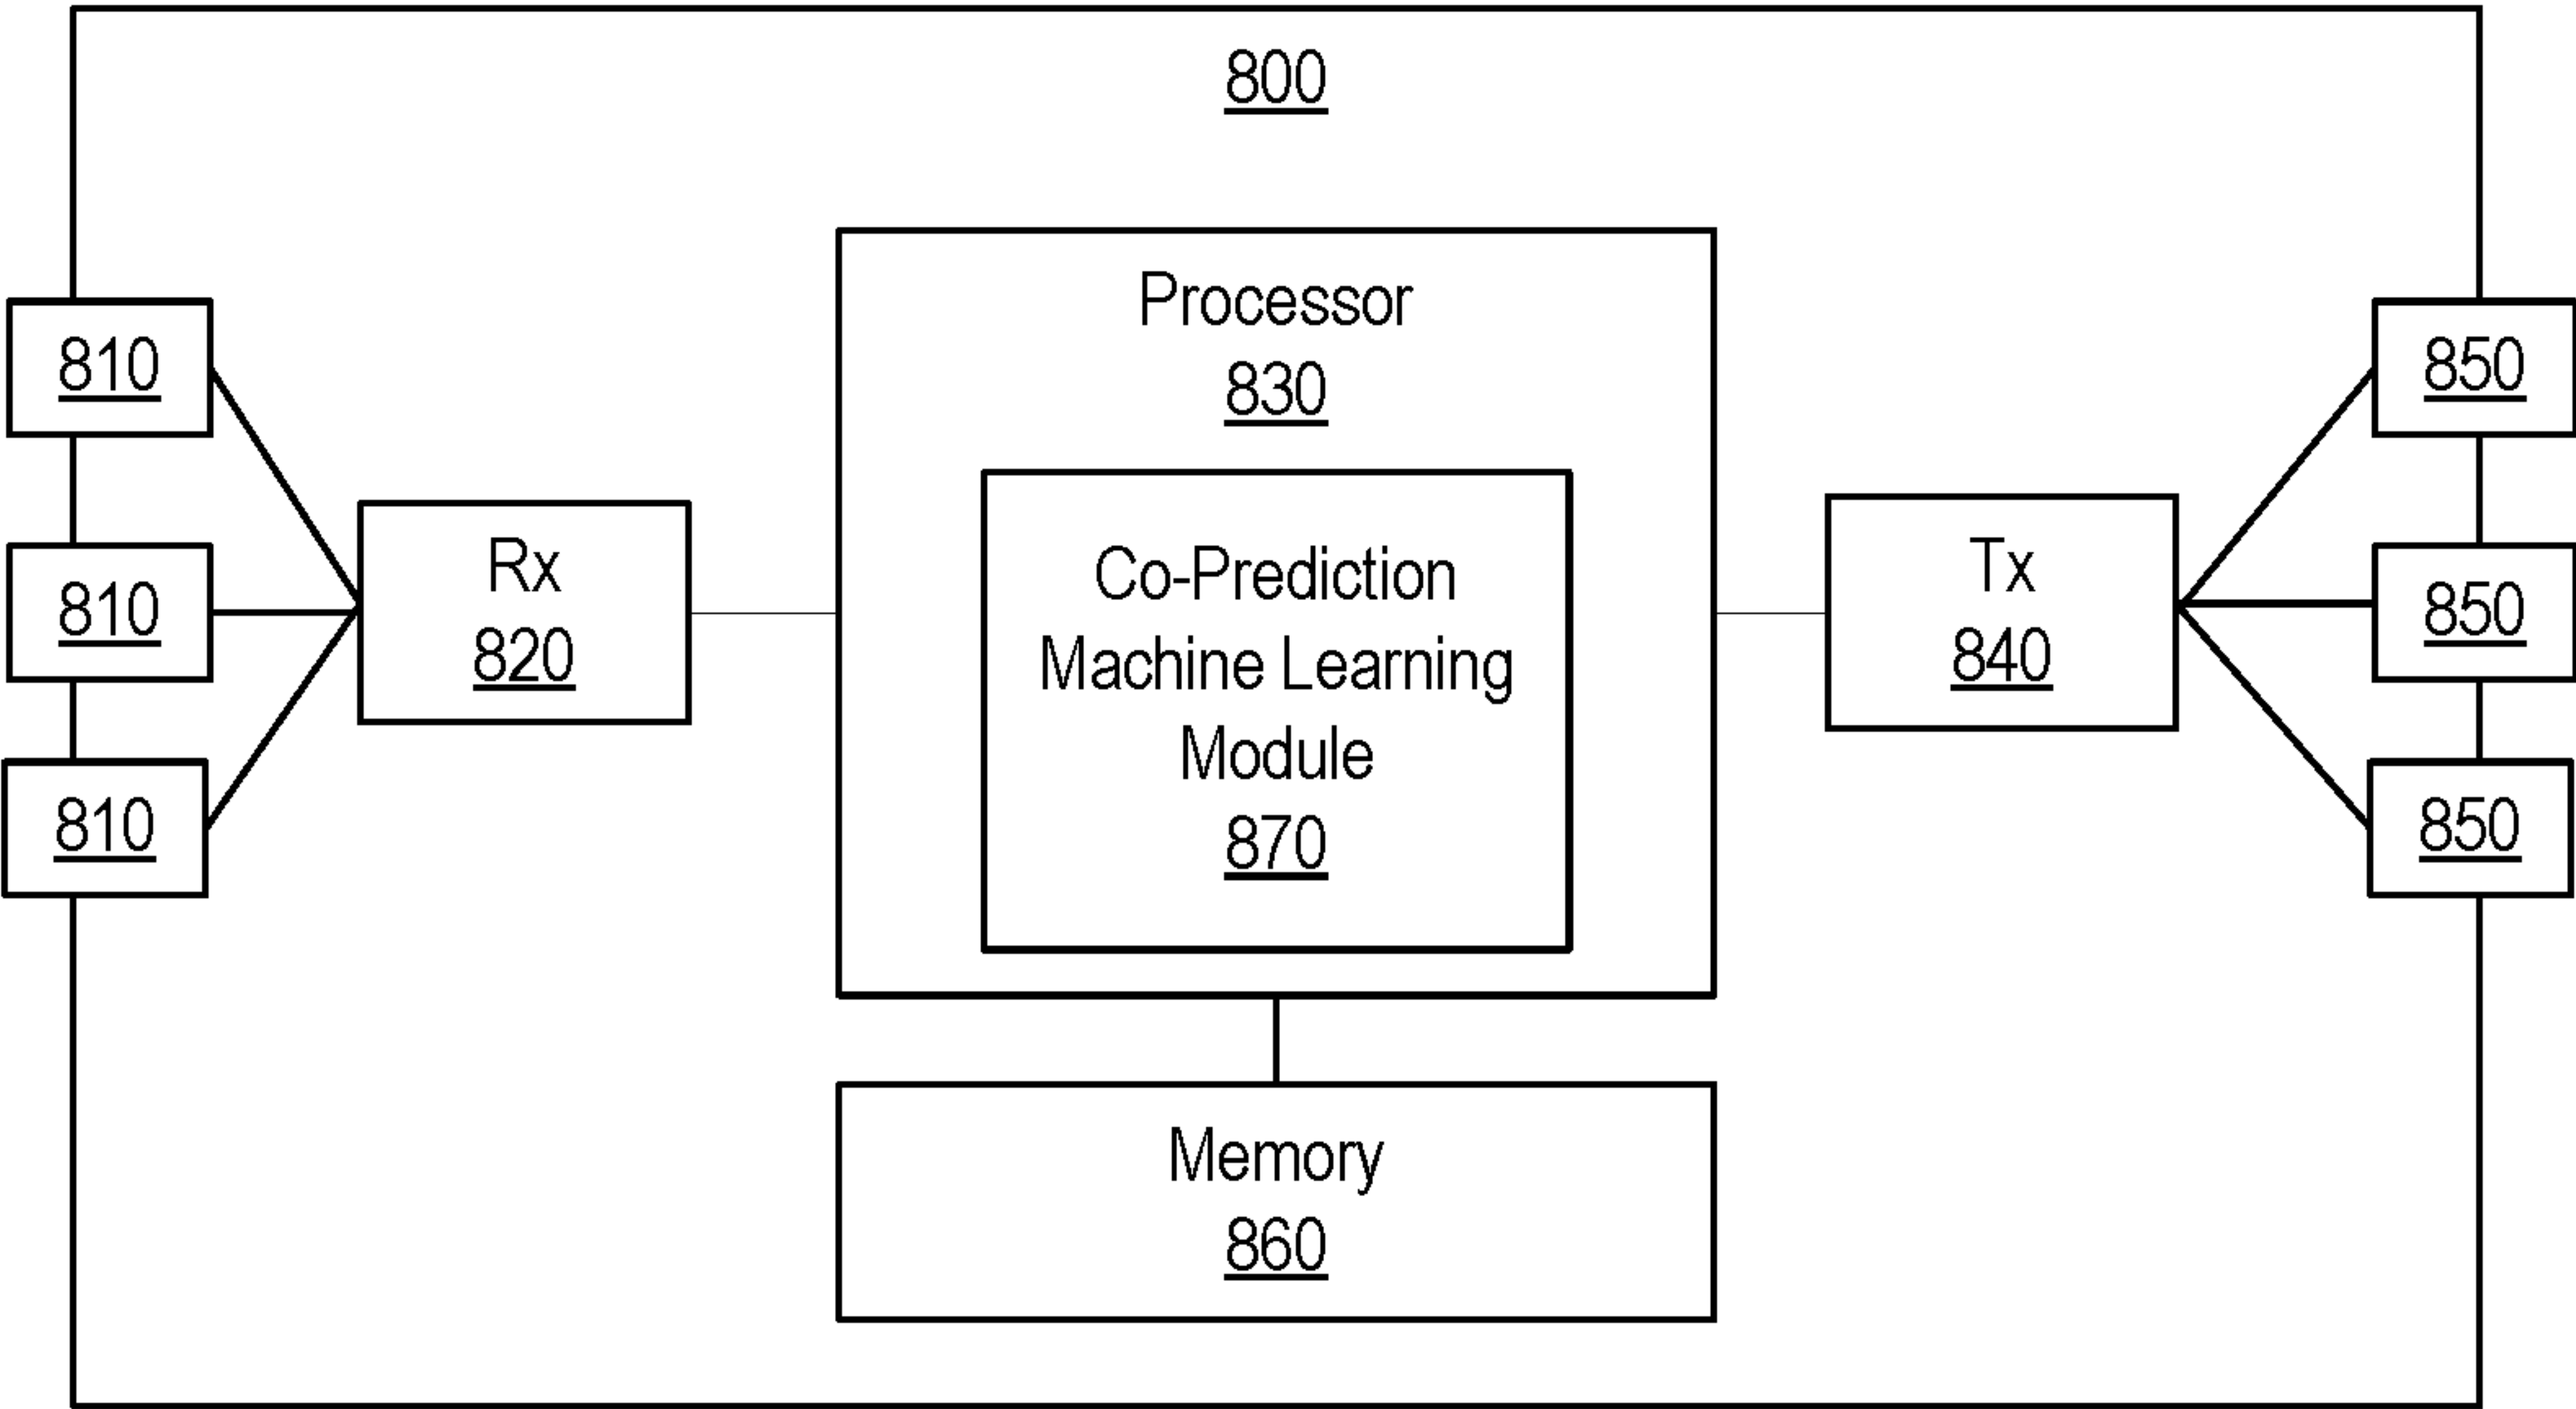 800
Processor
830
810
810
810
Rx
820
Co-Prediction
Machine Learning
Module
870
Tx
840
850
850
850
Memory
860